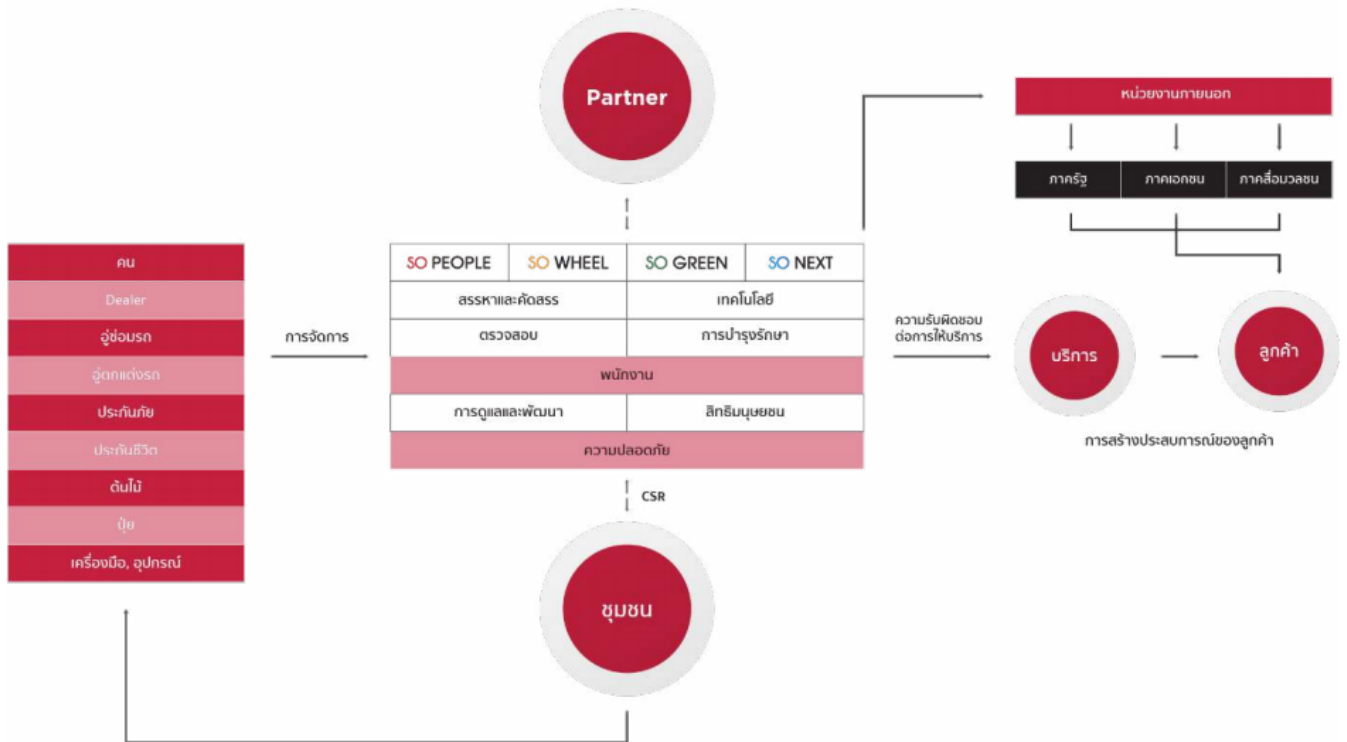 Partner
หน่วยงานภายนอก
ภาครัฐ
ภาคเอกชน
ภาคสื่อมวลชน
คน
Dealer
อู่ซ่อมรถ
อู่ตกแต่งรถ
ประกันภัย
ประกันชีวิต
ต้นไม้
ปุ๋ย
เครื่องมือ, อุปกรณ์
การจัดการ
SO PEOPLE
SO WHEEL
SO GREEN
SO NEXT
สรรหาและคัดสรร
เทคโนโลยี
ตรวจสอบ
การบำรุงรักษา
พนักงาน
การดูแลและพัฒนา
สิทธิมนุษยชน
ความปลอดภัย
ความรับผิดชอบ
ต่อการให้บริการ
บริการ
ลูกค้า
การสร้างประสบการณ์ของลูกค้า
CSR
ชุมชน